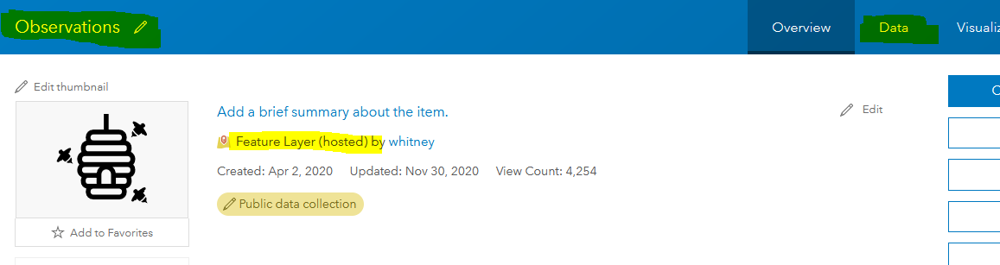 Observations
Overview
Data
Edit thumbnail
Add a brief summary about the item.
Edit
Feature Layer (hosted) by whitney
Created: Apr 2, 2020 Updated: Nov 30, 2020 View Count: 4,254
Public data collection
Add to Favorites